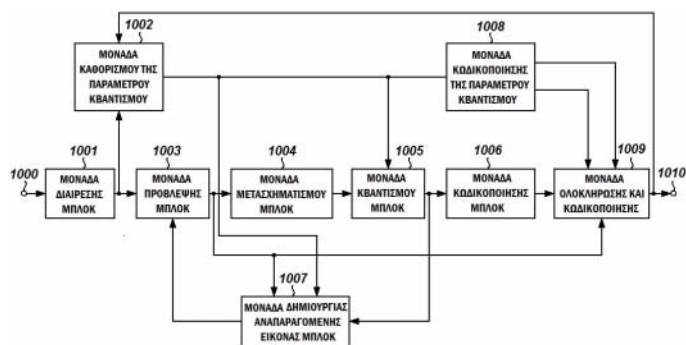 1002
ΜΟΝΑΔΑ
ΚΑΘΟΡΙΣΜΟΥ ΤΗΣ
ΠΑΡΑΜΕΤΡΟΥ
ΚΒΑΝΤΙΣΜΟΥ
1008
ΜΟΝΑΔΑ
ΚΩΔΙΚΟΠΟΙΗΣΗΣ
ΤΗΣ ΠΑΡΑΜΕΤΡΟΥ
ΚΒΑΝΤΙΣΜΟΥ
1000
1001
ΜΟΝΑΔΑ
ΔΙΑΙΡΕΣΗΣ
ΜΠΛΟΚ
1003
ΜΟΝΑΔΑ
ΠΡΟΒΛΕΨΗΣ
ΜΠΛΟΚ
1004
ΜΟΝΑΔΑ
ΜΕΤΑΣΧΗΜΑΤΙΣΜΟΥ
ΜΠΛΟΚ
1005
ΜΟΝΑΔΑ
ΚΒΑΝΤΙΣΜΟΥ
ΜΠΛΟΚ
1006
ΜΟΝΑΔΑ
ΚΩΔΙΚΟΠΟΙΗΣΗΣ
ΜΠΛΟΚ
1009
ΜΟΝΑΔΑ
ΟΛΟΚΛΗΡΩΣΗΣ ΚΑΙ
ΚΩΔΙΚΟΠΟΙΗΣΗΣ
1010
1007
ΜΟΝΑΔΑ ΔΗΜΙΟΥΡΓΙΑΣ
ΑΝΑΠΑΡΑΓΟΜΕΝΗΣ
ΕΙΚΟΝΑΣ ΜΠΛΟΚ